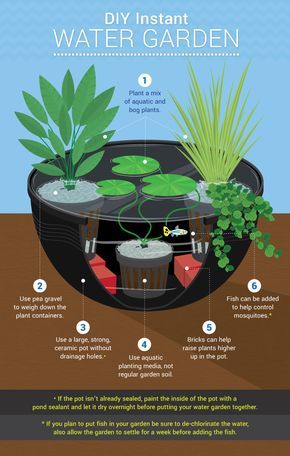 DIY Instant
WATER GARDEN
1
Plant a mix
of aquatic and
bog plants.
2
Use pea gravel
to weigh down the
plant containers.
3
Use a large, strong,
ceramic pot without
drainage holes.*
4
Use aquatic
planting media, not
regular garden soil.
5
Bricks can help
raise plants higher
up in the pot.
6
Fish can be added
to help control
mosquitoes.*
• If the pot isn't already sealed, paint the inside of the pot with a
pond sealant and let it dry overnight before putting your water garden together.
* If you plan to put fish in your garden be sure to de-chlorinate the water,
also allow the garden to settle for a week before adding the fish.